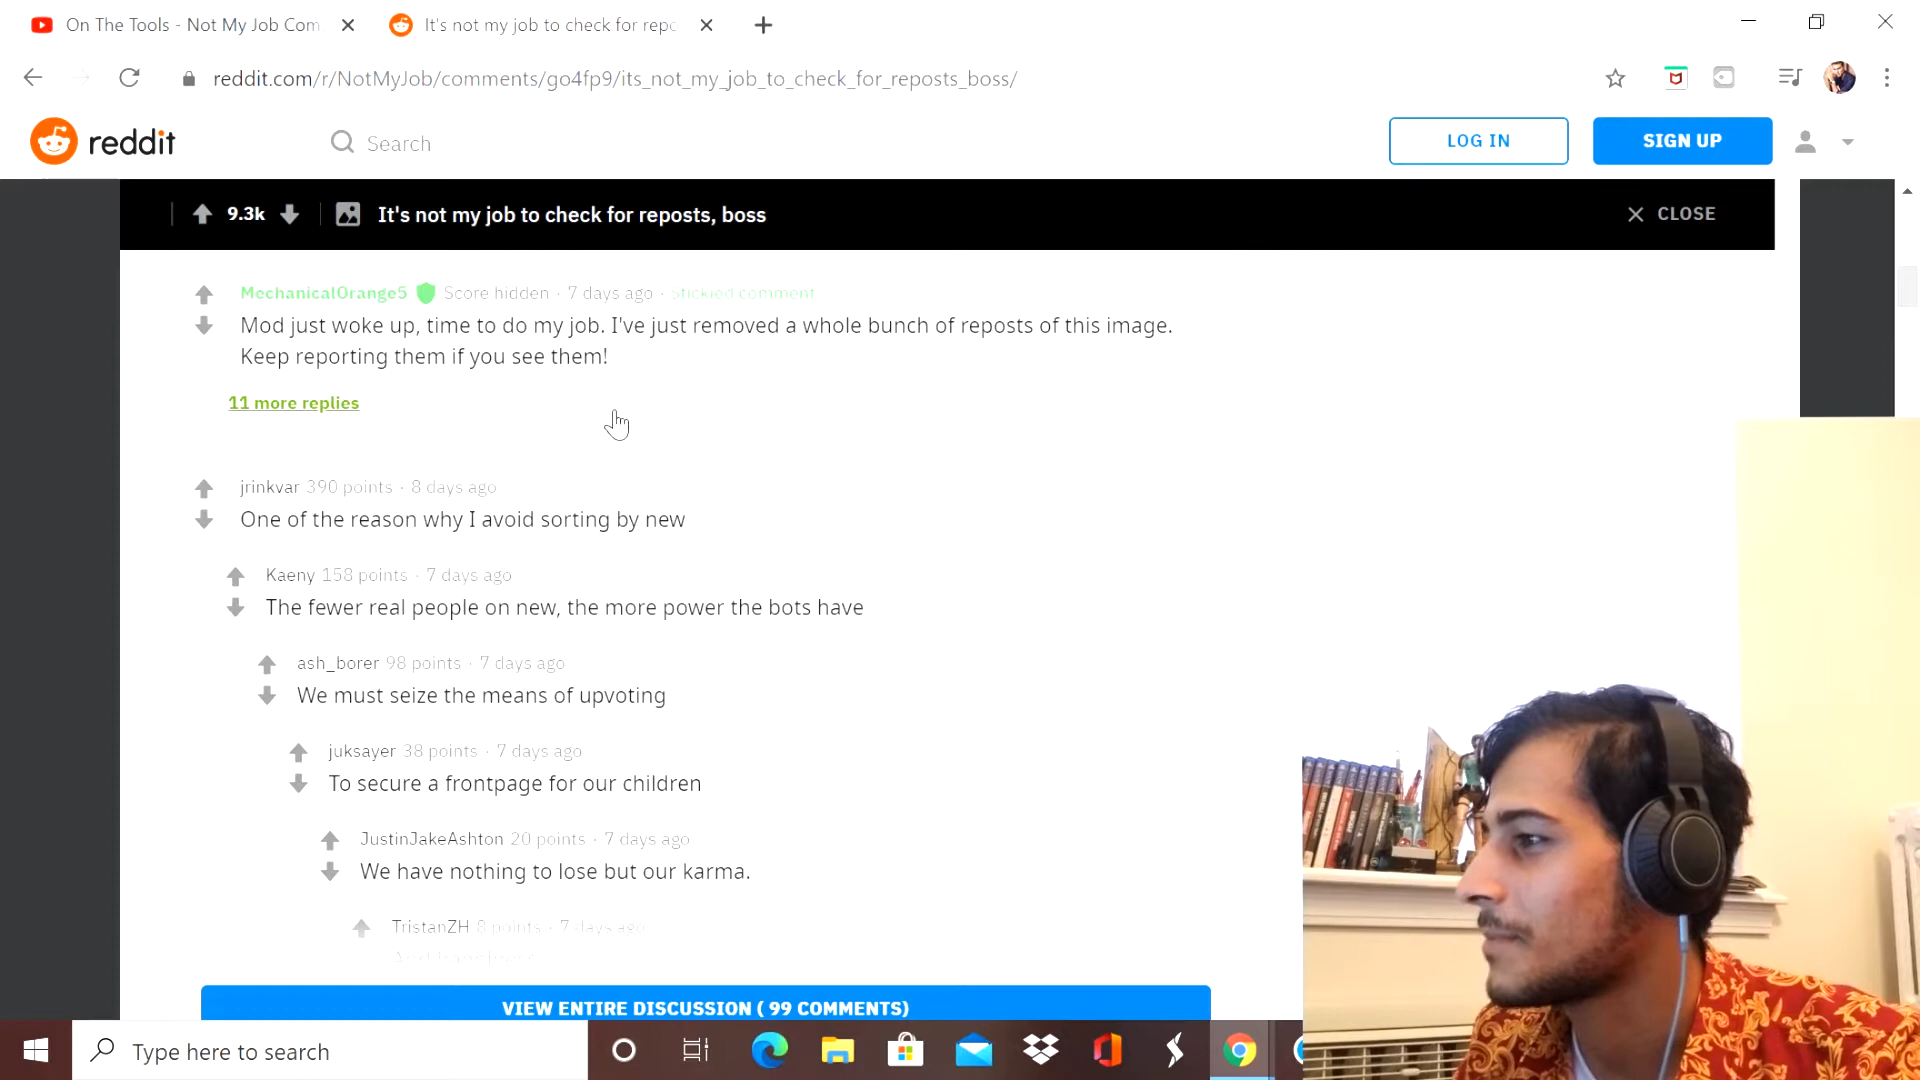 On The Tools - Not My Job Com
It's not my job to check for repo
reddit.com/r/NotMyJob/comments/go4fp9/its_not_my_job_to_check_for_reposts_boss/
reddit
Search
LOG IN
SIGN UP
9.3k
It's not my job to check for reposts, boss
CLOSE
MechanicalOrange5 Score hidden · 7 days ago · Stickied comment
Mod just woke up, time to do my job. I've just removed a whole bunch of reposts of this image.
Keep reporting them if you see them!
11 more replies
jrinkvar 390 points · 8 days ago
One of the reason why I avoid sorting by new
Kaeny 158 points · 7 days ago
The fewer real people on new, the more power the bots have
ash_borer 98 points · 7 days ago
We must seize the means of upvoting
juksayer 38 points · 7 days ago
To secure a frontpage for our children
JustinJakeAshton 20 points · 7 days ago
We have nothing to lose but our karma.
TristanZH 8 points · 7 days ago
VIEW ENTIRE DISCUSSION ( 99 COMMENTS)
Type here to search